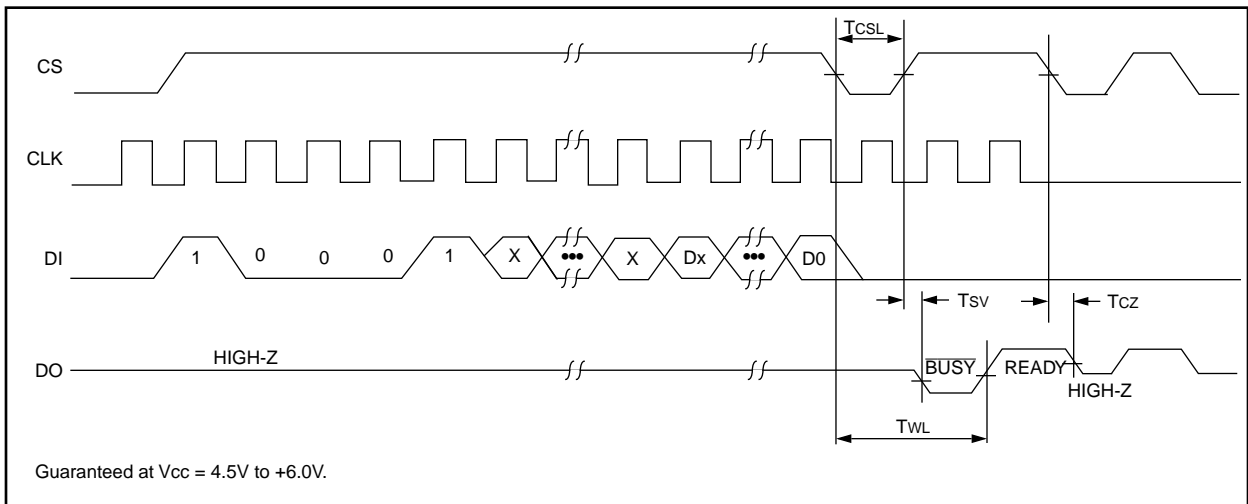 TCSL
CS
CLK
DI
1 0 0 0 1 X ••• X Dx ••• D0
TSV
TCZ
HIGH-Z
DO
BUSY
READY
HIGH-Z
TWL
Guaranteed at Vcc = 4.5V to +6.0V.